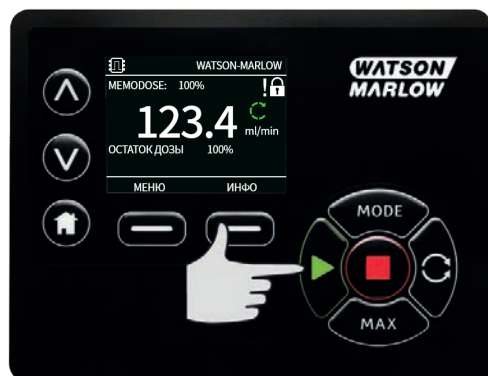 WATSON-MARLOW
MEMODOSE: 100%
!
123.4
ml/min
ОСТАТОК ДОЗЫ 100%
МЕНЮ ИНФО
WATSON
MARLOW
MODE
MAX